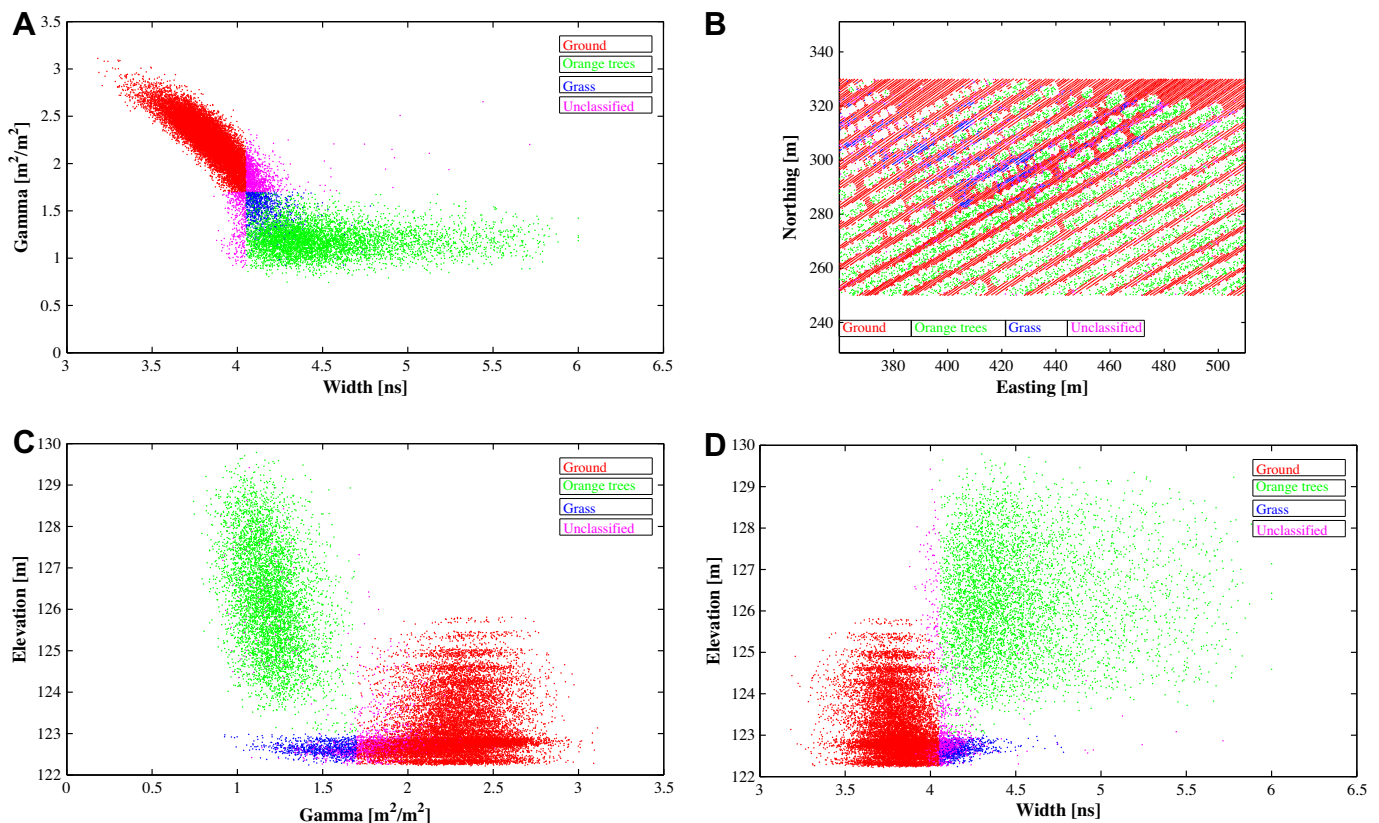 A
3.5
3
2.5
2
1.5
1
0.5
0
Gamma [m²/m²]
3
3.5
4
4.5
5
5.5
6
6.5
Width [ns]
Ground
Orange trees
Grass
Unclassified
B
340
320
300
280
260
240
Northing [m]
Ground Orange trees Grass Unclassified
380
400
420
440
460
480
500
Easting [m]
C
130
129
128
127
126
125
124
123
122
Elevation [m]
0
0.5
1
1.5
2
2.5
3
3.5
Gamma [m²/m²]
Ground
Orange trees
Grass
Unclassified
D
130
129
128
127
126
125
124
123
122
Elevation [m]
3
3.5
4
4.5
5
5.5
6
6.5
Width [ns]
Ground
Orange trees
Grass
Unclassified